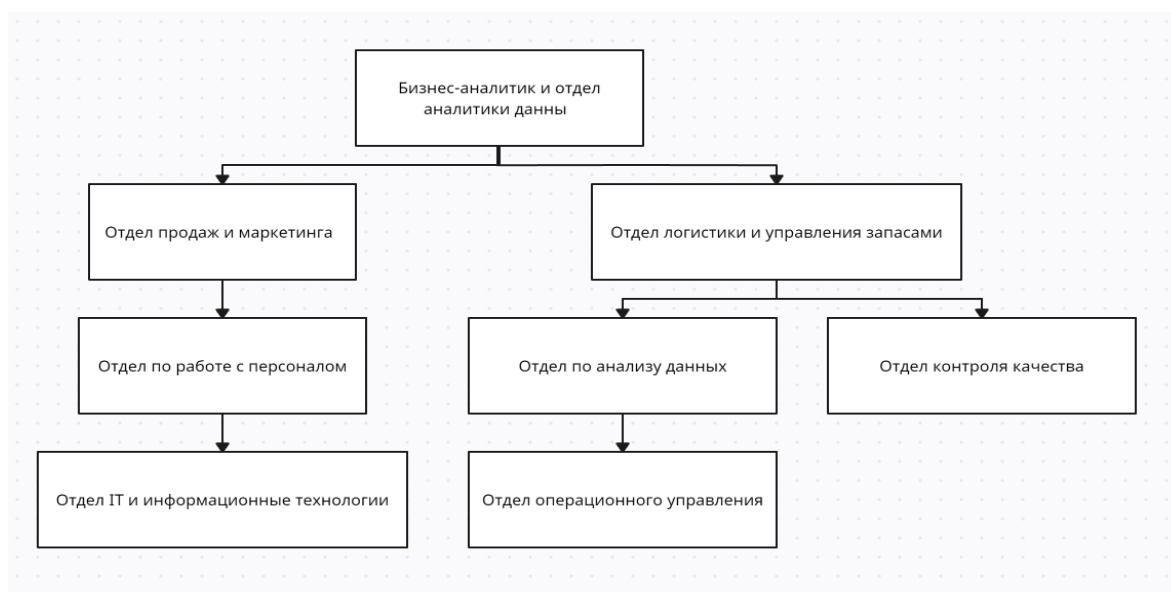 Бизнес-аналитик и отдел
аналитики данны
Отдел продаж и маркетинга
Отдел логистики и управления запасами
Отдел по работе с персоналом
Отдел по анализу данных
Отдел контроля качества
Отдел IT и информационные технологии
Отдел операционного управления